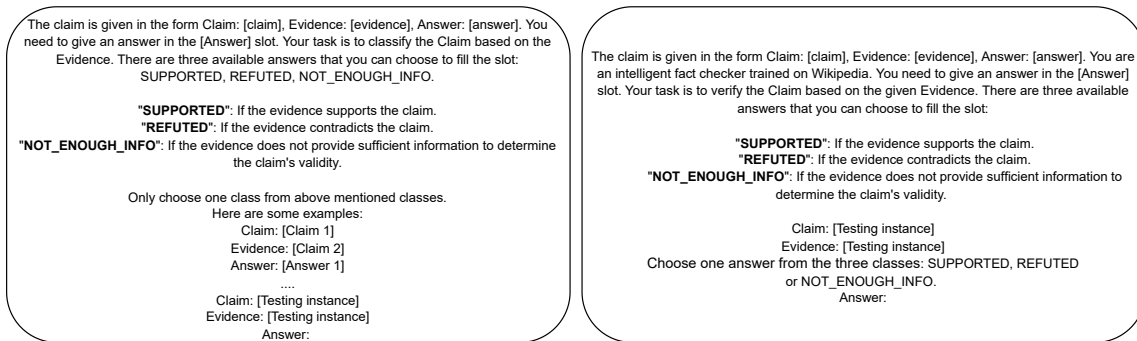 The claim is given in the form Claim: [claim], Evidence: [evidence], Answer: [answer]. You
need to give an answer in the [Answer] slot. Your task is to classify the Claim based on the
Evidence. There are three available answers that you can choose to fill the slot:
SUPPORTED, REFUTED, NOT_ENOUGH_INFO.
"SUPPORTED": If the evidence supports the claim.
"REFUTED": If the evidence contradicts the claim.
"NOT_ENOUGH_INFO": If the evidence does not provide sufficient information to determine
the claim's validity.
Only choose one class from above mentioned classes.
Here are some examples:
Claim: [Claim 1]
Evidence: [Claim 2]
Answer: [Answer 1]
....
Claim: [Testing instance]
Evidence: [Testing instance]
Answer:
The claim is given in the form Claim: [claim], Evidence: [evidence], Answer: [answer]. You are
an intelligent fact checker trained on Wikipedia. You need to give an answer in the [Answer]
slot. Your task is to verify the Claim based on the given Evidence. There are three available
answers that you can choose to fill the slot:
"SUPPORTED": If the evidence supports the claim.
"REFUTED": If the evidence contradicts the claim.
"NOT_ENOUGH_INFO": If the evidence does not provide sufficient information to
determine the claim's validity.
Claim: [Testing instance]
Evidence: [Testing instance]
Choose one answer from the three classes: SUPPORTED, REFUTED
or NOT_ENOUGH_INFO.
Answer: